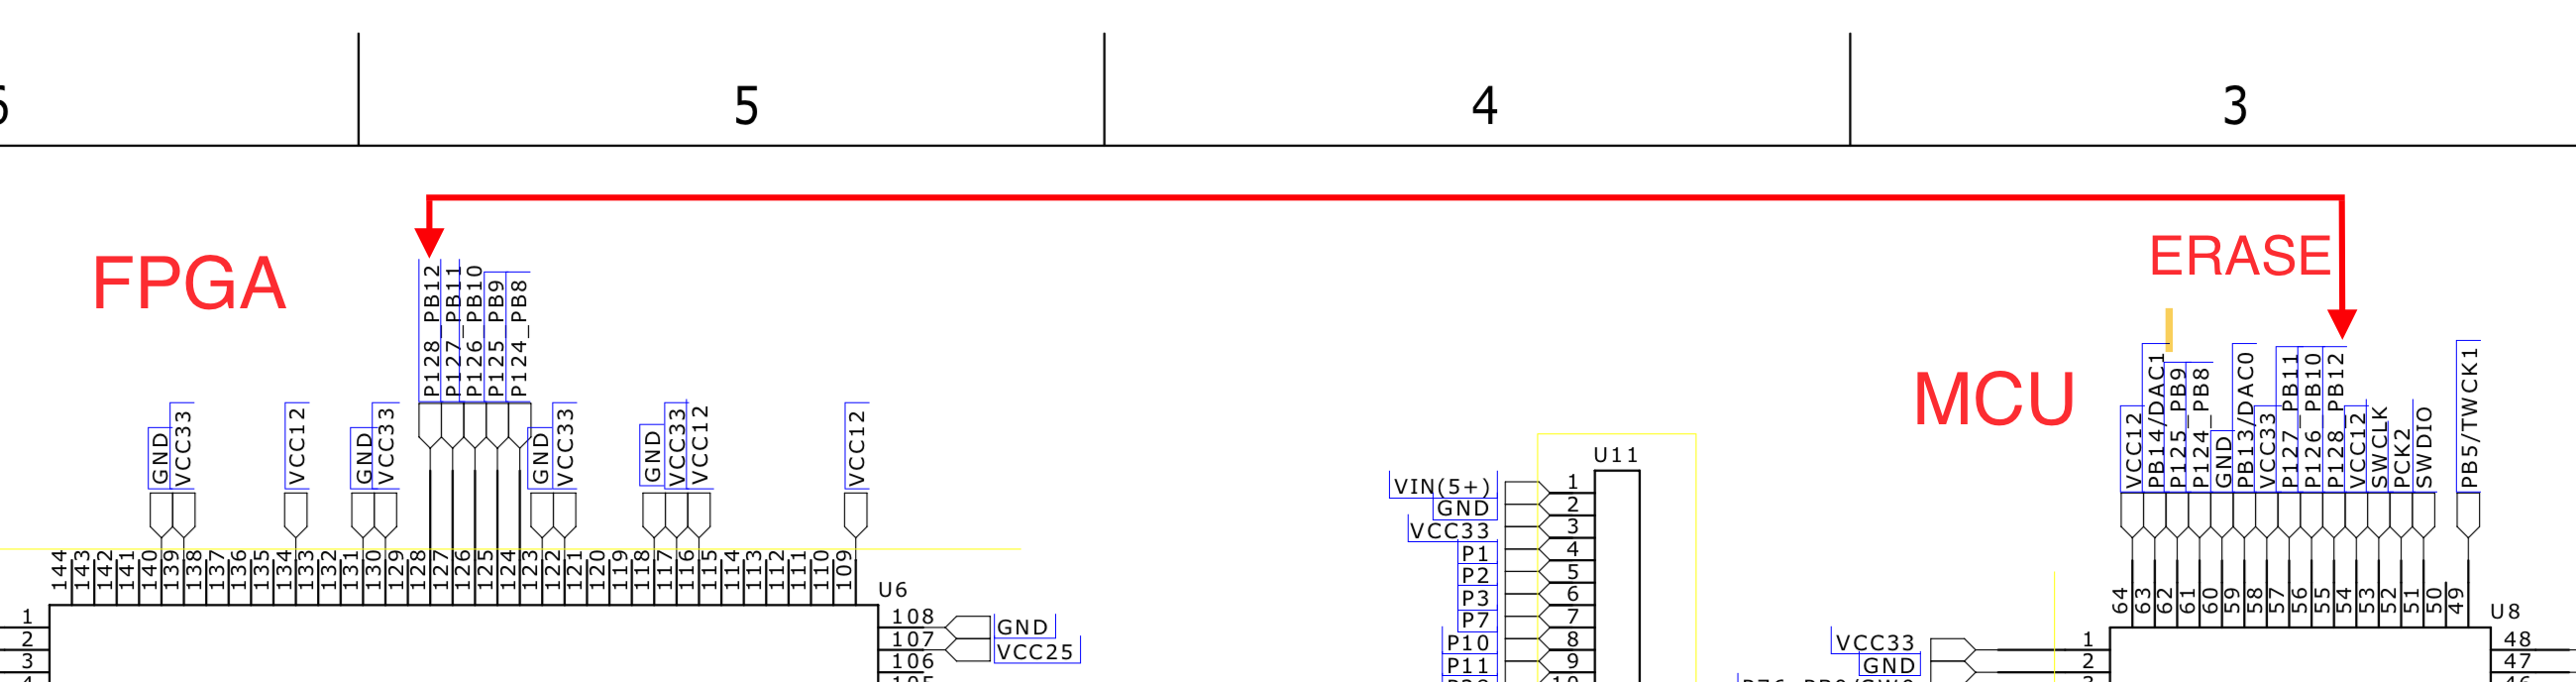 5
4
3
FPGA
ERASE
MCU
P128_PB12
P127_PB11
P126_PB10
P125_PB9
P124_PB8
GND
VCC33
VCC12
GND
VCC33
GND
VCC33
GND
VCC33
VCC12
VCC12
144 143 142 141 140 139 138 137 136 135 134 133 132 131 130 129 128 127 126 125 124 123 122 121 120 119 118 117 116 115 114 113 112 111 110 109
U6
1
2
3
108 GND
107 VCC25
106
U11
VIN(5+) 1
GND 2
VCC33 3
P1 4
P2 5
P3 6
P7 7
P10 8
P11 9
10
VCC12
PB14/DAC1
P125_PB9
P124_PB8
GND
PB13/DAC0
VCC33
P127_PB11
P126_PB10
P128_PB12
VCC12
SWCLK
PCK2
SWDIO
PB5/TWCK1
64 63 62 61 60 59 58 57 56 55 54 53 52 51 50 49
U8
VCC33 1
GND 2
48
47